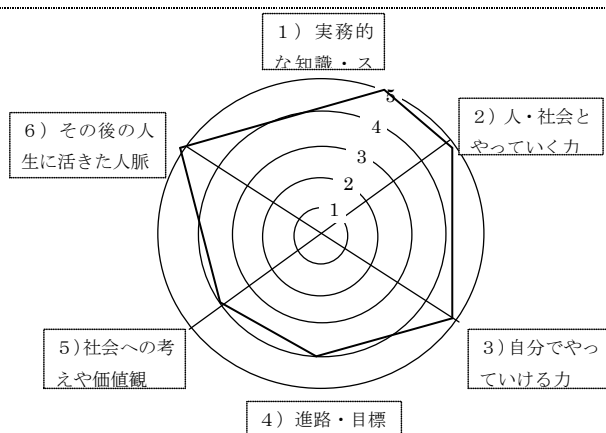 １）実務的
な知識・ス
２）人・社会と
やっていく力
３）自分でやっ
ていける力
４）進路・目標
５）社会への考
えや価値観
６）その後の人
生に活きた人脈
５
４
３
２
１